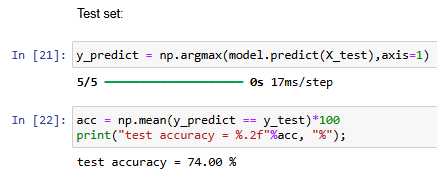 Test set:
In [21]: y_predict = np.argmax(model.predict(X_test),axis=1)
5/5 ━━━━━━━━━━━━━━━━━━━━ 0s 17ms/step
In [22]: acc = np.mean(y_predict == y_test)*100
print("test accuracy = %.2f"%acc, "%");
test accuracy = 74.00 %